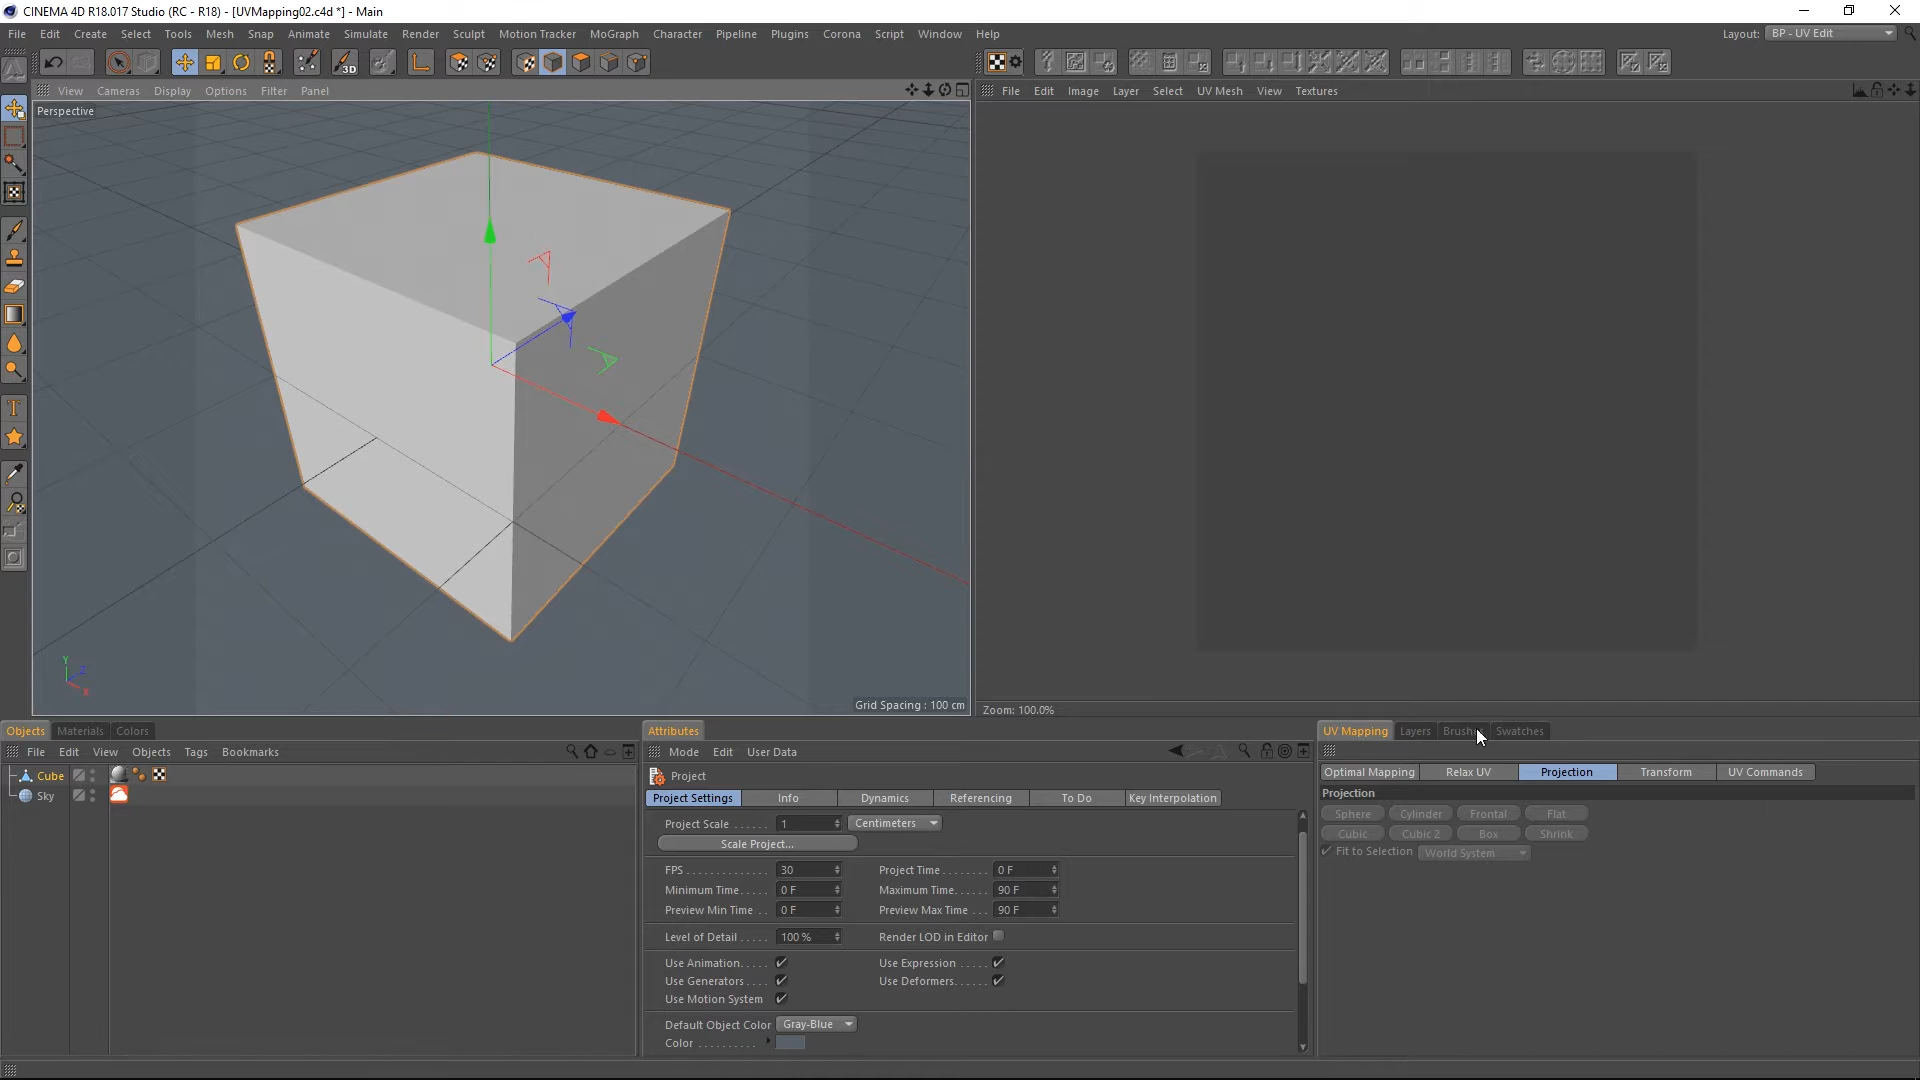 CINEMA 4D R18.017 Studio (RC - R18) - [UVMapping02.c4d *] - Main
File Edit Create Select Tools Mesh Snap Animate Simulate Render Sculpt Motion Tracker MoGraph Character Pipeline Plugins Corona Script Window Help Layout: BP - UV Edit
3D
View Cameras Display Options Filter Panel
File Edit Image Layer Select UV Mesh View Textures
Perspective
Y
Z
X
Grid Spacing : 100 cm
Zoom: 100.0%
Objects Materials Colors
Attributes
UV Mapping Layers Brushes Swatches
File Edit View Objects Tags Bookmarks
Mode Edit User Data
Cube
Sky
Project
Project Settings Info Dynamics Referencing To Do Key Interpolation
Project Scale ...... 1 Centimeters
Scale Project...
FPS .............. 30 Project Time........ 0 F
Minimum Time..... 0 F Maximum Time...... 90 F
Preview Min Time .. 0 F Preview Max Time ... 90 F
Level of Detail ..... 100 % Render LOD in Editor
Use Animation..... Use Expression .....
Use Generators.... Use Deformers......
Use Motion System
Default Object Color Gray-Blue
Color ..........
Optimal Mapping Relax UV Projection Transform UV Commands
Projection
Sphere Cylinder Frontal Flat
Cubic Cubic 2 Box Shrink
Fit to Selection World System